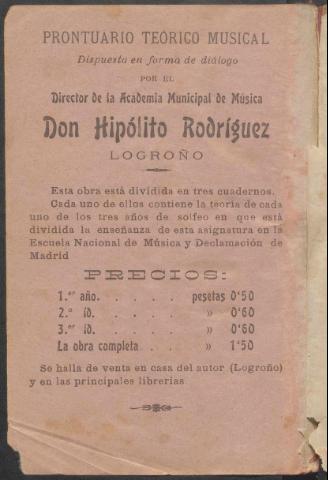 PRONTUARIO TEÓRICO MUSICAL
Dispuesto en forma de diálogo
POR EL
Director de la Academia Municipal de Música
Don Hipólito Rodríguez
LOGROÑO
Esta obra está dividida en tres cuadernos.
Cada uno de ellos contiene la teoría de cada
uno de los tres años de solfeo en que está
dividida la enseñanza de esta asignatura en la
Escuela Nacional de Música y Declamación de
Madrid
PRECIOS:
1.er año. . . . . pesetas 0'50
2.º íd. . . . . » 0'60
3.er íd. . . . . » 0'60
La obra completa . . » 1'50
Se halla de venta en casa del autor (Logroño)
y en las principales librerias